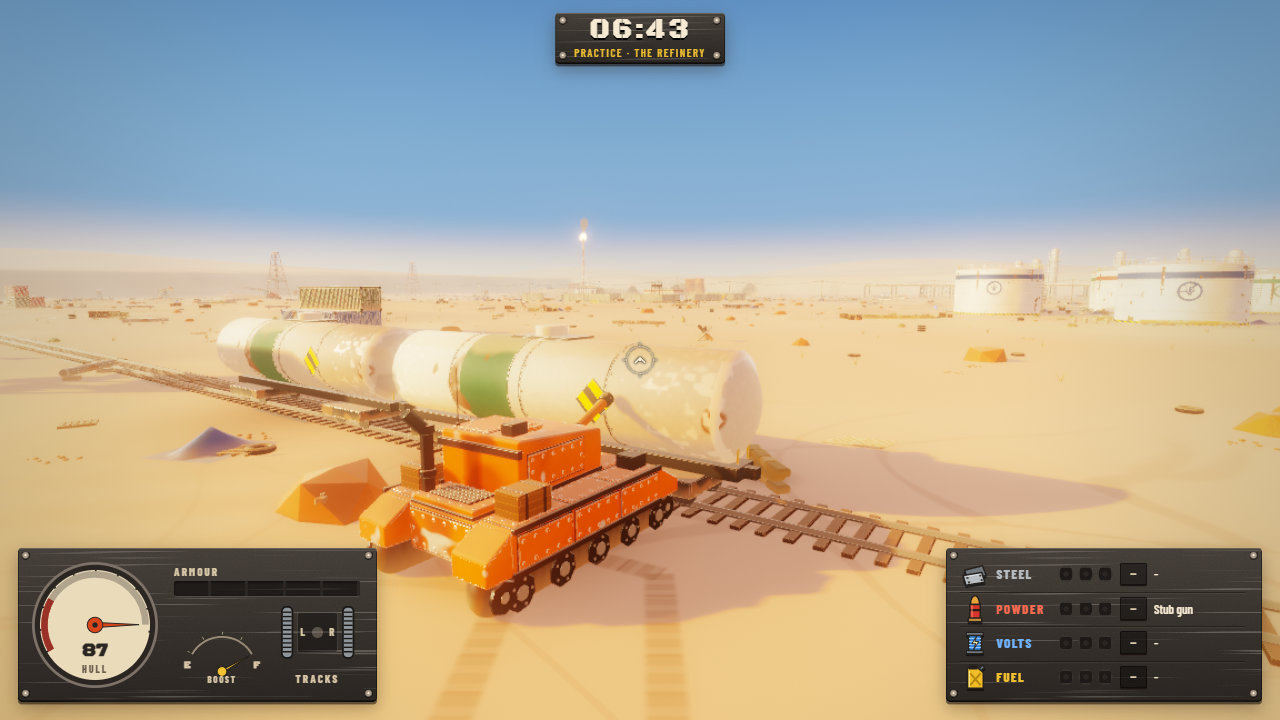 06:43
PRACTICE · THE REFINERY
ARMOUR
87
HULL
E
F
BOOST
L
R
TRACKS
STEEL - -
POWDER - Stub gun
VOLTS - -
FUEL - -